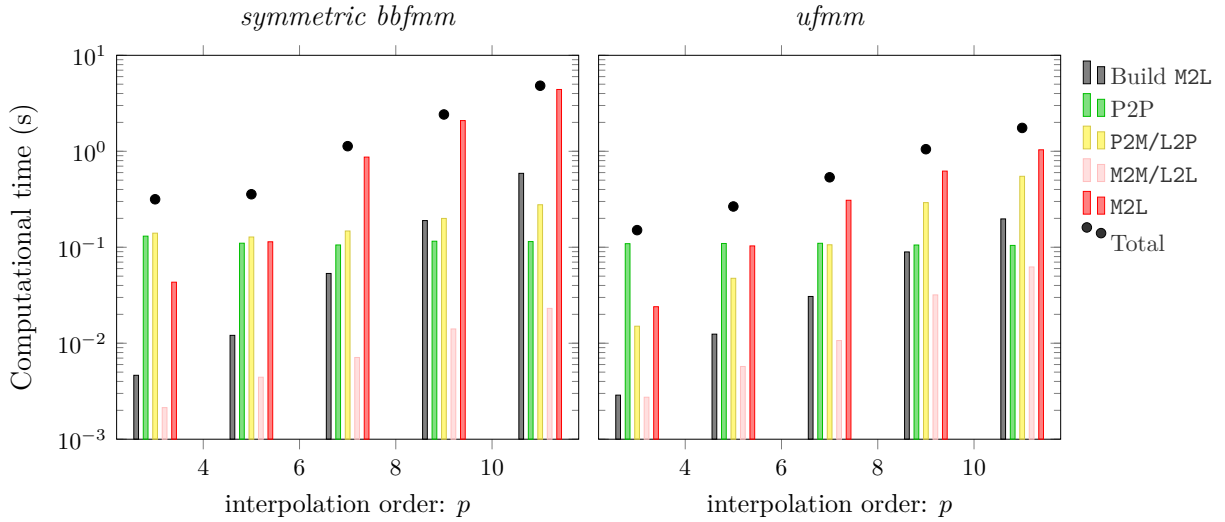 symmetric bbfmm
ufmm
Computational time (s)
10^1
10^0
10^−1
10^−2
10^−3
4 6 8 10
4 6 8 10
interpolation order: p
interpolation order: p
Build M2L
P2P
P2M/L2P
M2M/L2L
M2L
Total